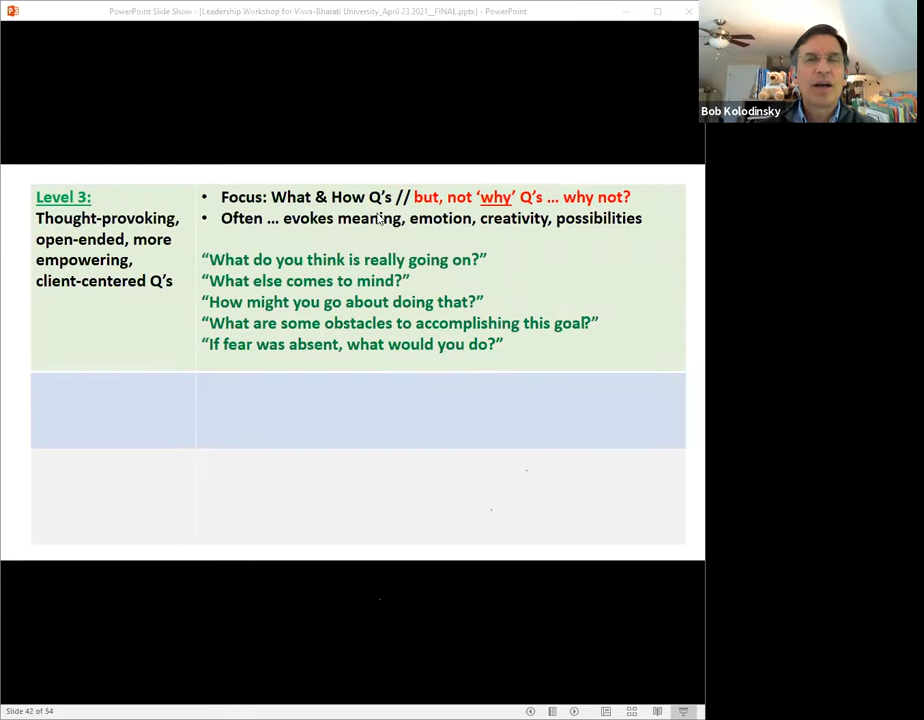 PowerPoint Slide Show - [Leadership Workshop for Visva-Bharati University_April 23 2021__FINAL.pptx] - PowerPoint
Bob Kolodinsky
Level 3:
Thought-provoking,
open-ended, more
empowering,
client-centered Q’s
• Focus: What & How Q’s // but, not ‘why’ Q’s ... why not?
• Often ... evokes meaning, emotion, creativity, possibilities
“What do you think is really going on?”
“What else comes to mind?”
“How might you go about doing that?”
“What are some obstacles to accomplishing this goal?”
“If fear was absent, what would you do?”
Slide 42 of 54